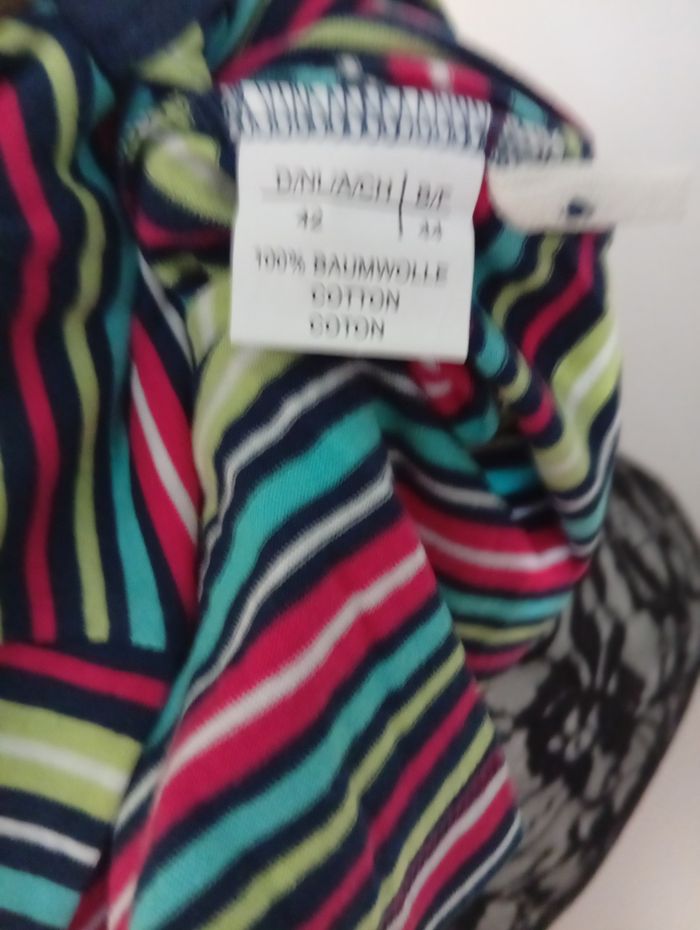 D/NL/A/CH | B/F
42 | 44
100% BAUMWOLLE
COTTON
COTON